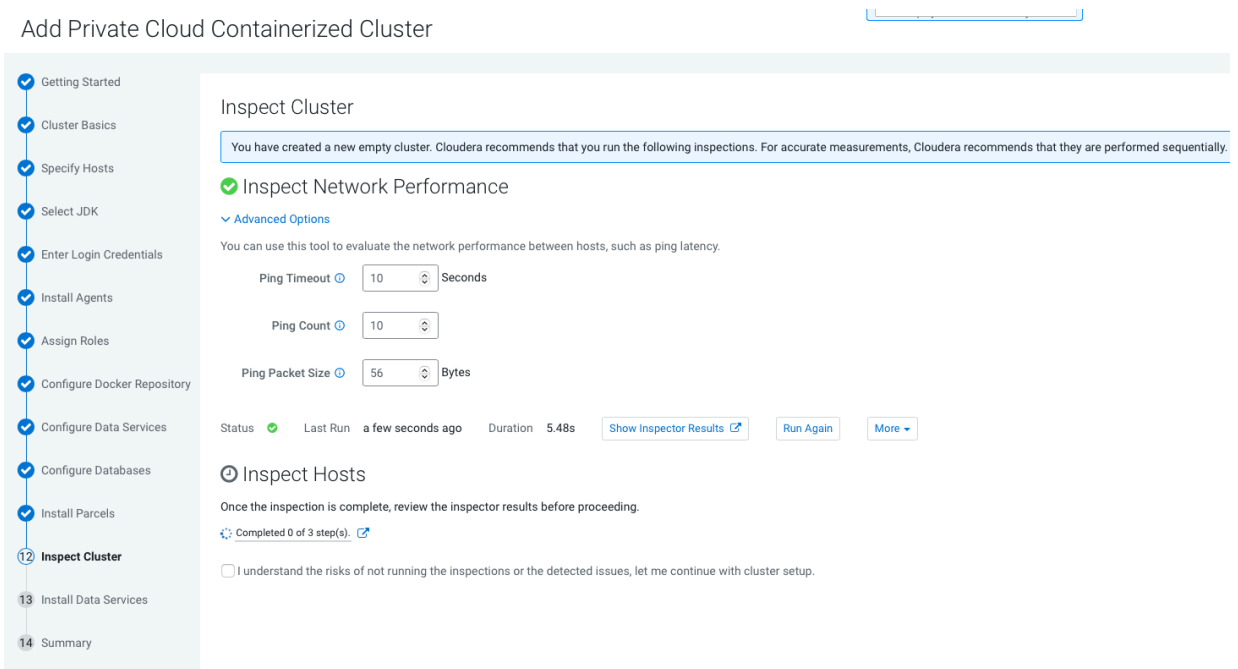 Add Private Cloud Containerized Cluster
Getting Started
Cluster Basics
Specify Hosts
Select JDK
Enter Login Credentials
Install Agents
Assign Roles
Configure Docker Repository
Configure Data Services
Configure Databases
Install Parcels
12 Inspect Cluster
13 Install Data Services
14 Summary
Inspect Cluster
You have created a new empty cluster. Cloudera recommends that you run the following inspections. For accurate measurements, Cloudera recommends that they are performed sequentially.
Inspect Network Performance
Advanced Options
You can use this tool to evaluate the network performance between hosts, such as ping latency.
Ping Timeout 10 Seconds
Ping Count 10
Ping Packet Size 56 Bytes
Status Last Run a few seconds ago Duration 5.48s Show Inspector Results Run Again More
Inspect Hosts
Once the inspection is complete, review the inspector results before proceeding.
Completed 0 of 3 step(s).
I understand the risks of not running the inspections or the detected issues, let me continue with cluster setup.